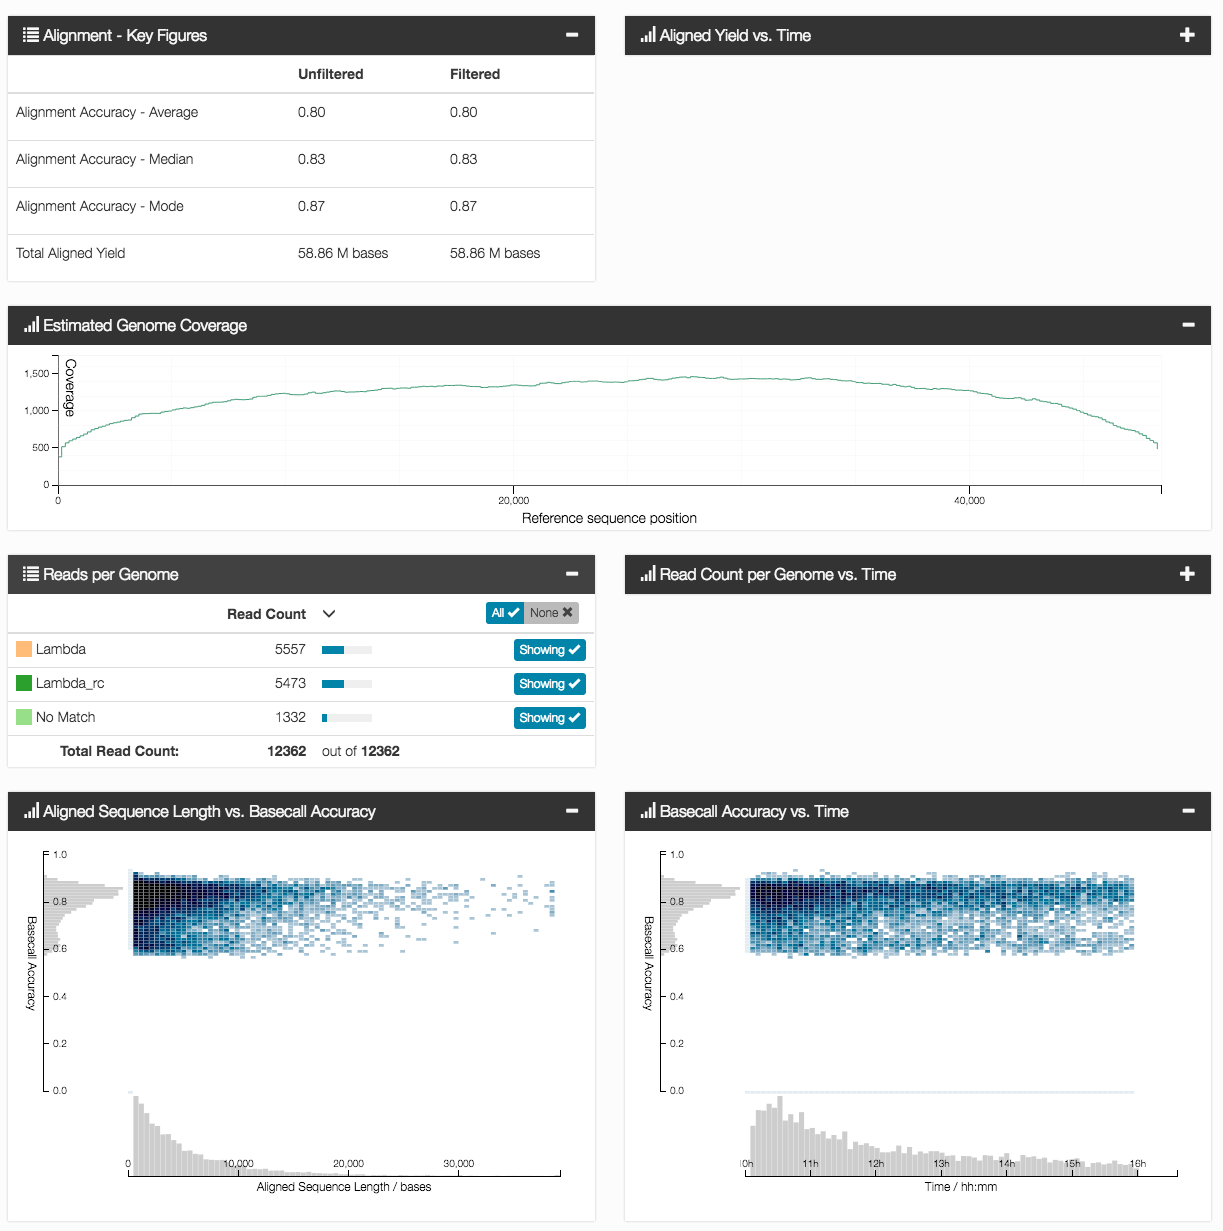 Alignment - Key Figures
Unfiltered Filtered
Alignment Accuracy - Average 0.80 0.80
Alignment Accuracy - Median 0.83 0.83
Alignment Accuracy - Mode 0.87 0.87
Total Aligned Yield 58.86 M bases 58.86 M bases
Aligned Yield vs. Time
Estimated Genome Coverage
Coverage
1,500
1,000
500
0
0 20,000 40,000
Reference sequence position
Reads per Genome
Read Count All None
Lambda 5557 Showing
Lambda_rc 5473 Showing
No Match 1332 Showing
Total Read Count: 12362 out of 12362
Read Count per Genome vs. Time
Aligned Sequence Length vs. Basecall Accuracy
Basecall Accuracy
1.0
0.8
0.6
0.4
0.2
0.0
0 10,000 20,000 30,000
Aligned Sequence Length / bases
Basecall Accuracy vs. Time
Basecall Accuracy
1.0
0.8
0.6
0.4
0.2
0.0
10h 11h 12h 13h 14h 15h 16h
Time / hh:mm